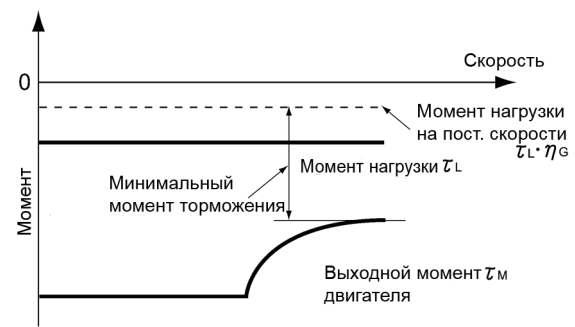 Скорость
0
Момент нагрузки
на пост. скорости
τL·ηG
Момент нагрузки τL
Минимальный
момент торможения
Момент
Выходной момент τM
двигателя